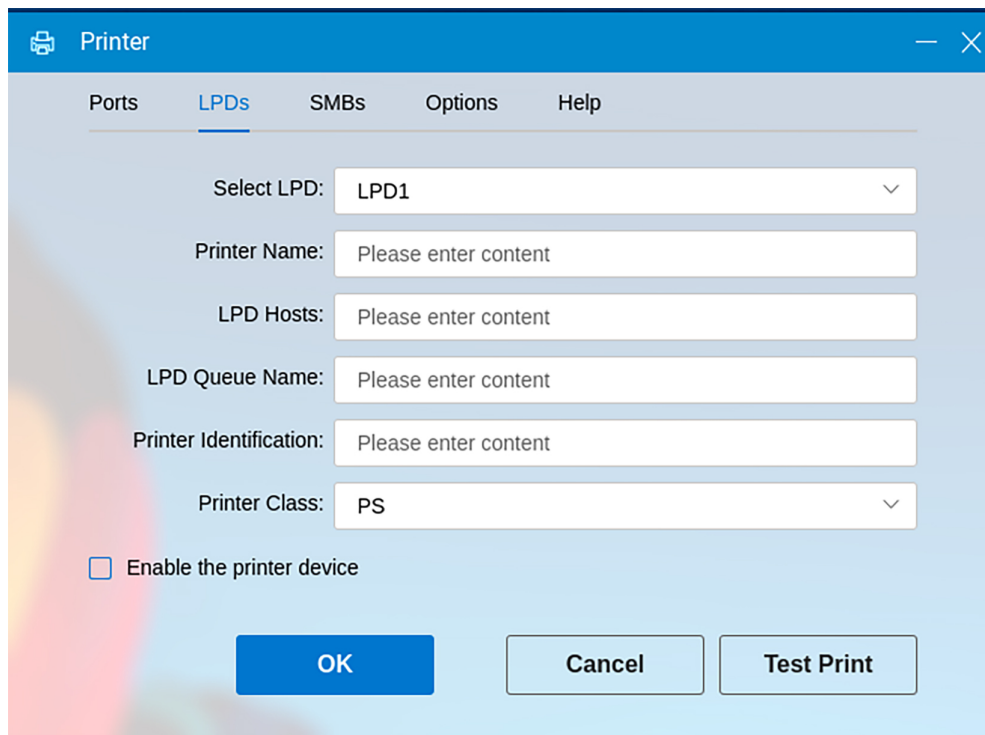 Printer
Ports LPDs SMBs Options Help
Select LPD: LPD1
Printer Name: Please enter content
LPD Hosts: Please enter content
LPD Queue Name: Please enter content
Printer Identification: Please enter content
Printer Class: PS
Enable the printer device
OK Cancel Test Print